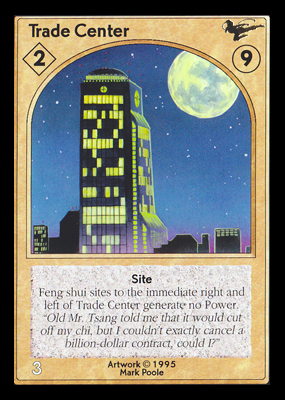 Trade Center
2
9
Site
Feng shui sites to the immediate right and
left of Trade Center generate no Power.
"Old Mr. Tsang told me that it would cut
off my chi, but I couldn't exactly cancel a
billion-dollar contract, could I?"
Artwork © 1995
3
Mark Poole